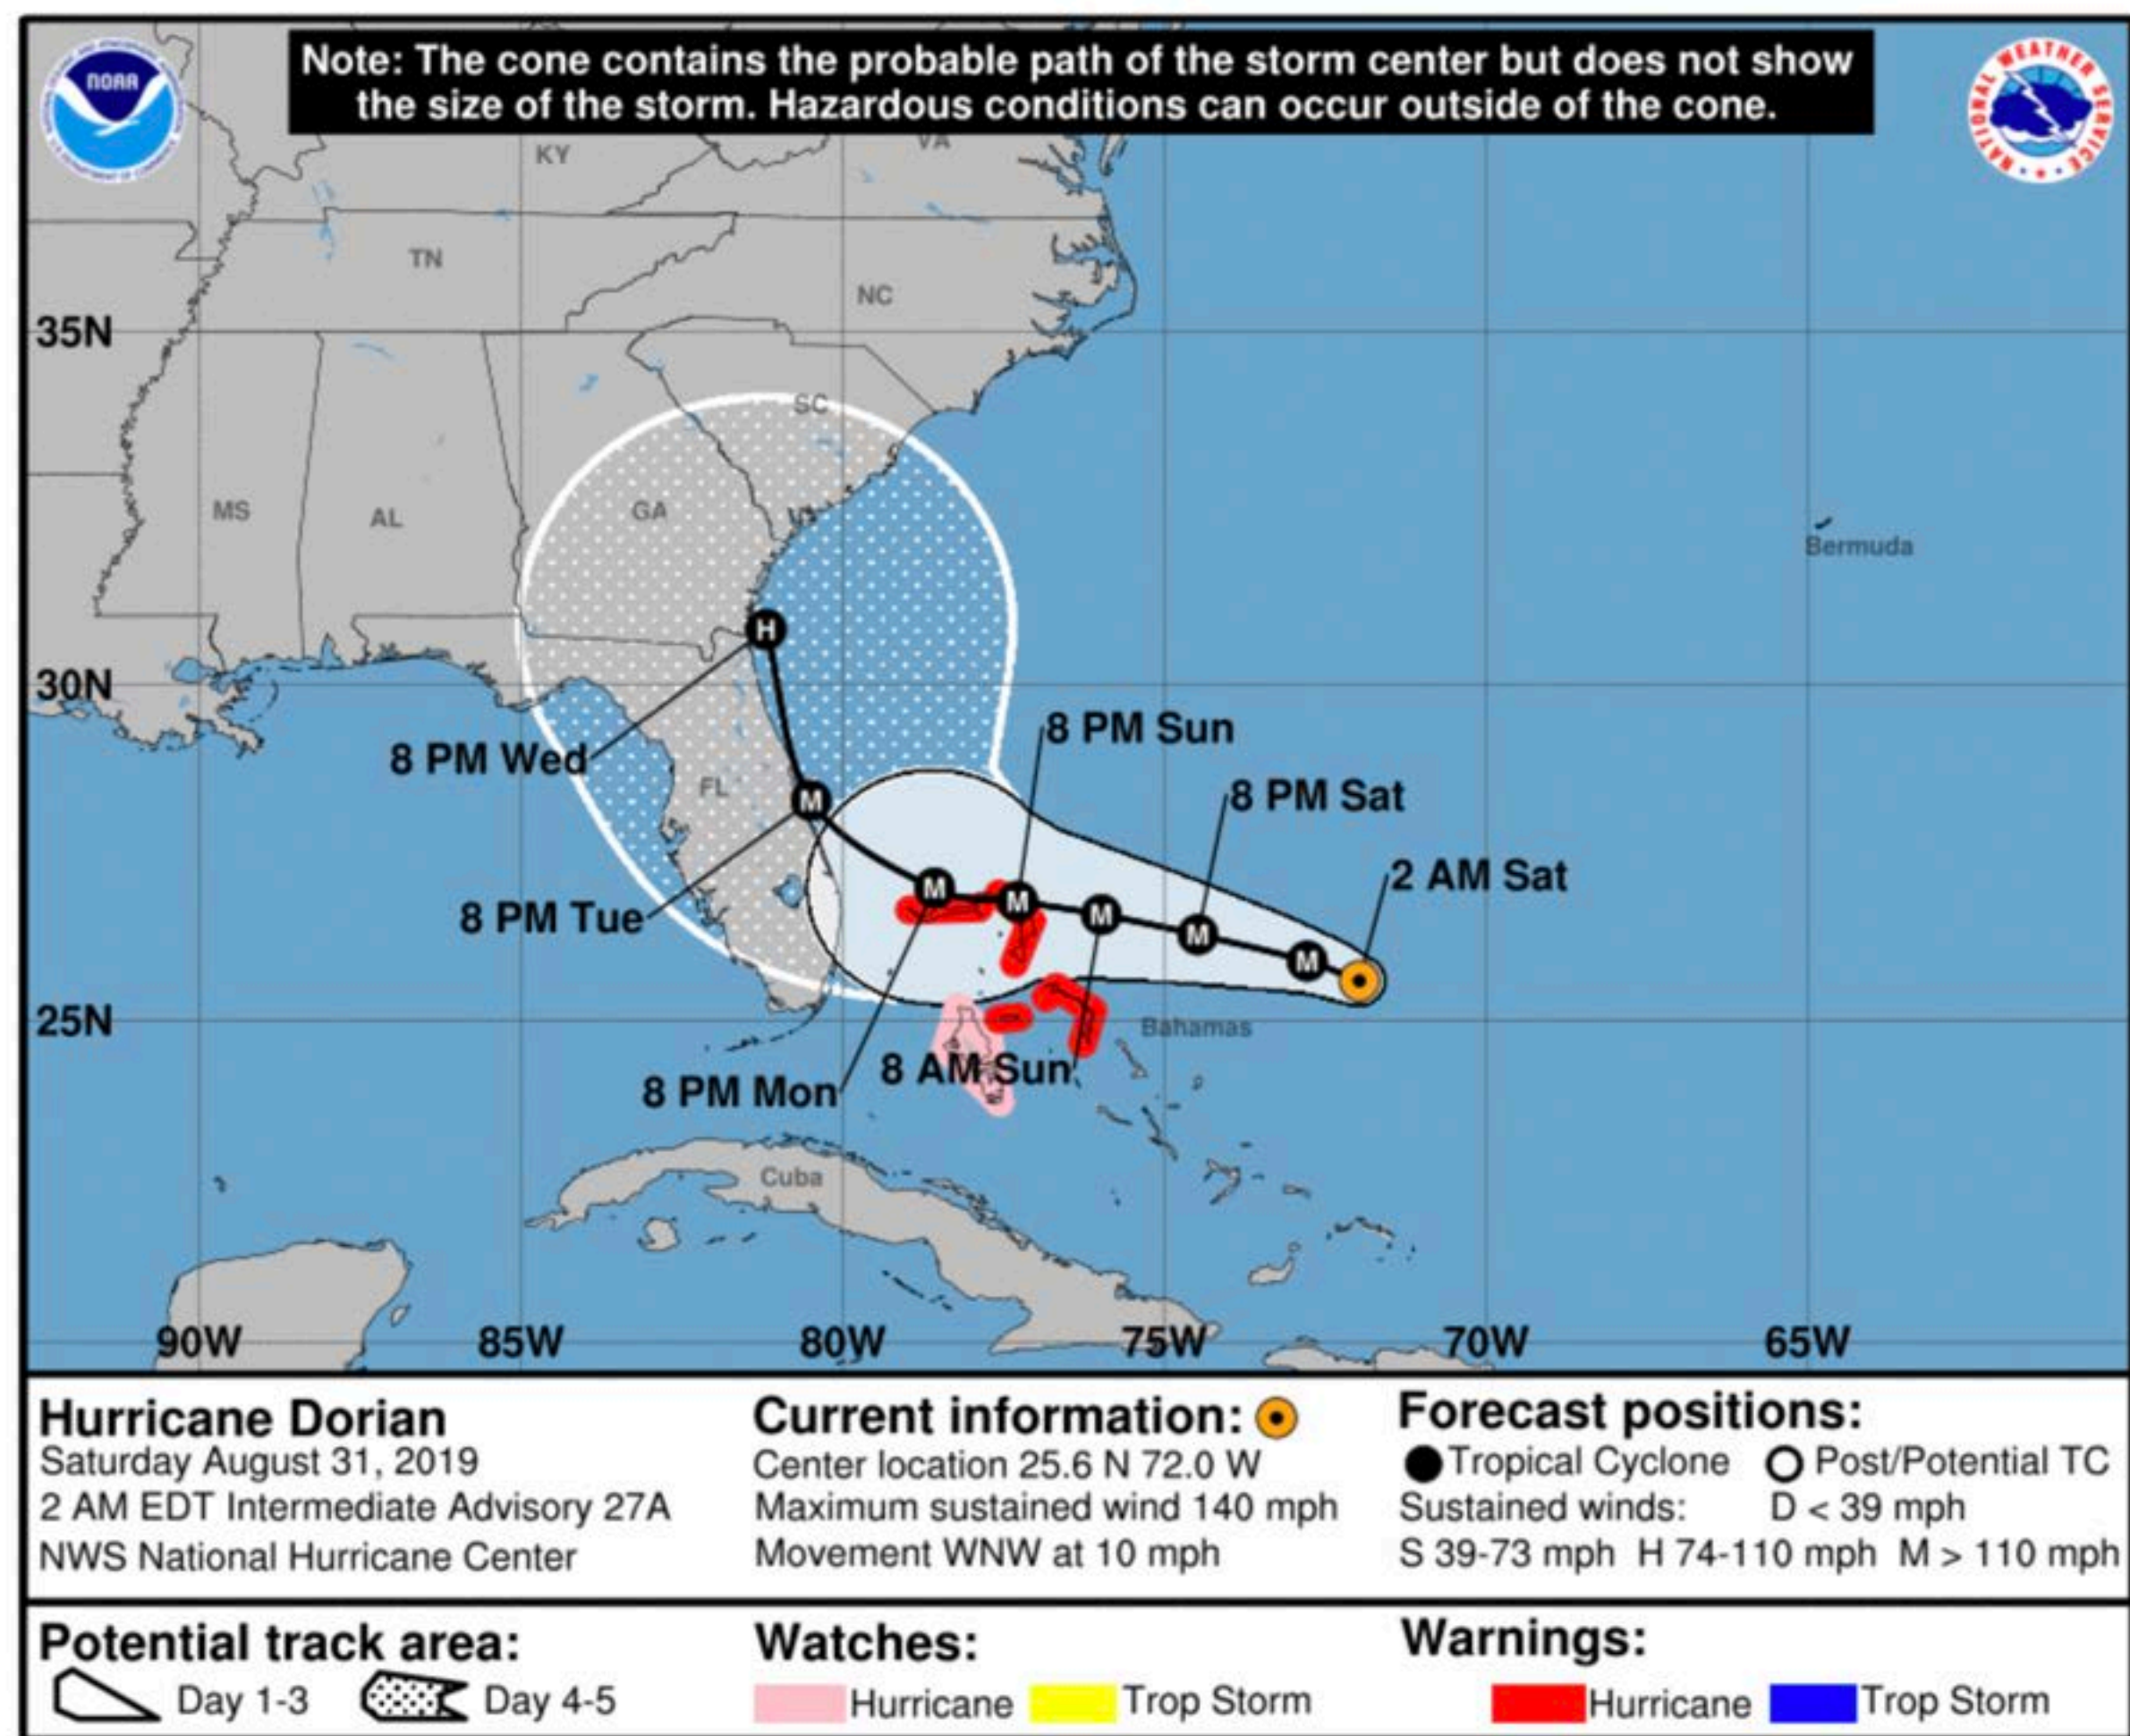 Note: The cone contains the probable path of the storm center but does not show
the size of the storm. Hazardous conditions can occur outside of the cone.
NOAA
NATIONAL WEATHER SERVICE
KY
VA
TN
NC
35N
SC
MS
AL
GA
Bermuda
H
30N
8 PM Sun
8 PM Wed
FL
M
8 PM Sat
2 AM Sat
M
M
M
M
M
8 PM Tue
25N
Bahamas
8 AM Sun
8 PM Mon
Cuba
90W
85W
80W
75W
70W
65W
Hurricane Dorian
Saturday August 31, 2019
2 AM EDT Intermediate Advisory 27A
NWS National Hurricane Center
Current information:
Center location 25.6 N 72.0 W
Maximum sustained wind 140 mph
Movement WNW at 10 mph
Forecast positions:
Tropical Cyclone
Post/Potential TC
Sustained winds: D < 39 mph
S 39-73 mph H 74-110 mph M > 110 mph
Potential track area:
Day 1-3
Day 4-5
Watches:
Hurricane
Trop Storm
Warnings:
Hurricane
Trop Storm